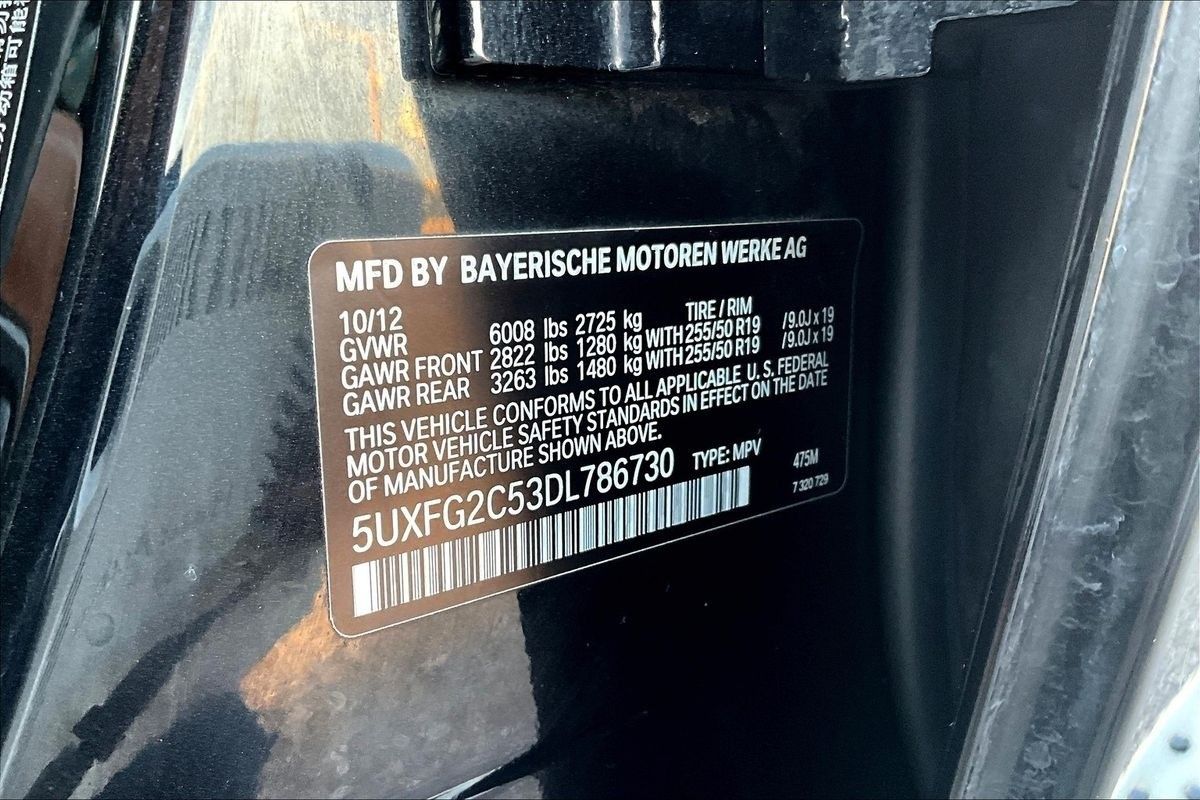 MFD BY BAYERISCHE MOTOREN WERKE AG
10/12 TIRE / RIM
GVWR 6008 lbs 2725 kg
GAWR FRONT 2822 lbs 1280 kg WITH 255/50 R19 /9.0J x 19
GAWR REAR 3263 lbs 1480 kg WITH 255/50 R19 /9.0J x 19
THIS VEHICLE CONFORMS TO ALL APPLICABLE U.S. FEDERAL
MOTOR VEHICLE SAFETY STANDARDS IN EFFECT ON THE DATE
OF MANUFACTURE SHOWN ABOVE.
5UXFG2C53DL786730 TYPE: MPV 475M
7 320 729